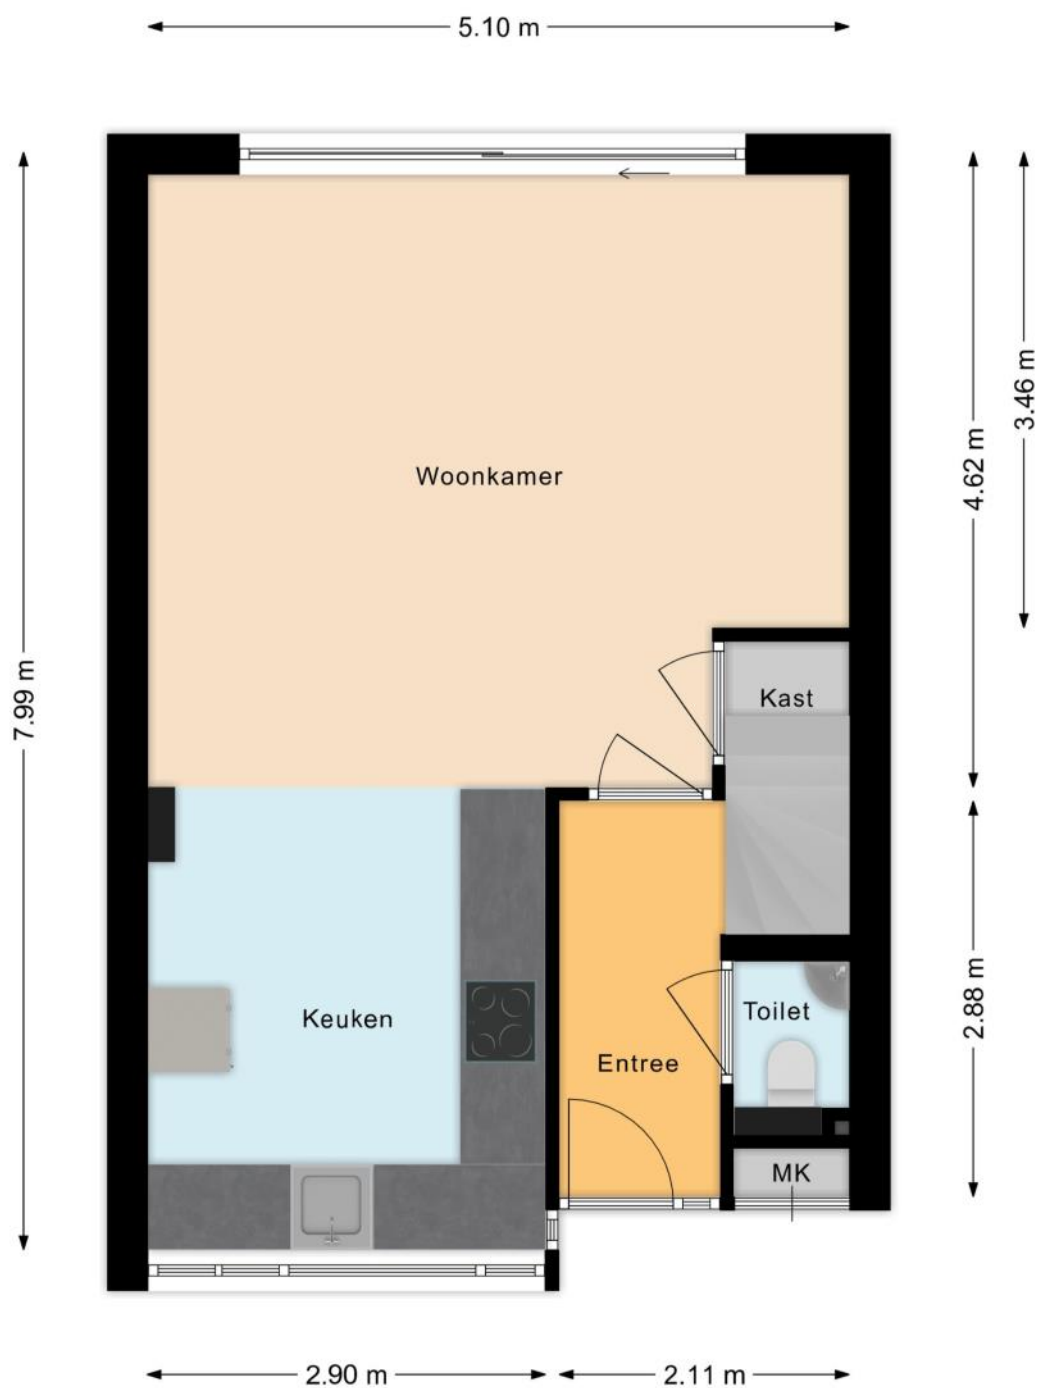 5.10 m
7.99 m
4.62 m
3.46 m
Woonkamer
Kast
Keuken
Entree
Toilet
2.88 m
MK
2.90 m
2.11 m